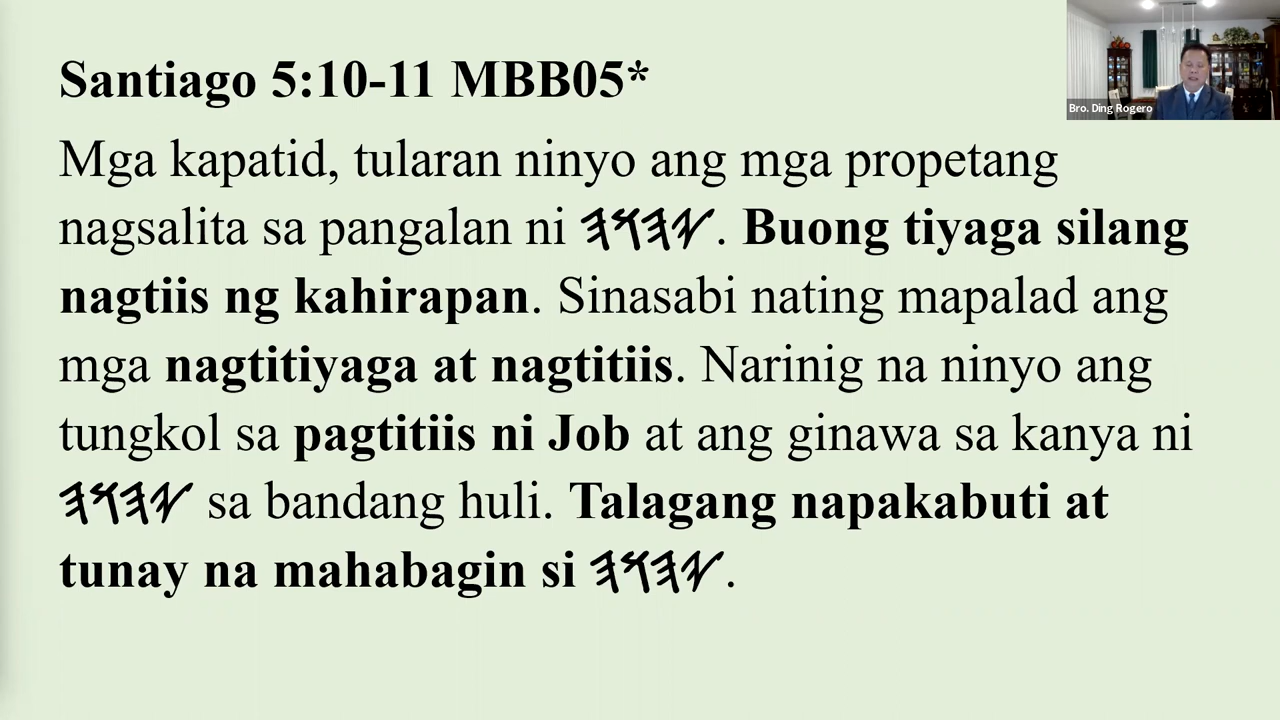 Santiago 5:10-11 MBB05*
Mga kapatid, tularan ninyo ang mga propetang
nagsalita sa pangalan ni 𐤉𐤄𐤅𐤄. Buong tiyaga silang
nagtiis ng kahirapan. Sinasabi nating mapalad ang
mga nagtitiyaga at nagtitiis. Narinig na ninyo ang
tungkol sa pagtitiis ni Job at ang ginawa sa kanya ni
𐤉𐤄𐤅𐤄 sa bandang huli. Talagang napakabuti at
tunay na mahabagin si 𐤉𐤄𐤅𐤄.
Bro. Ding Rogero